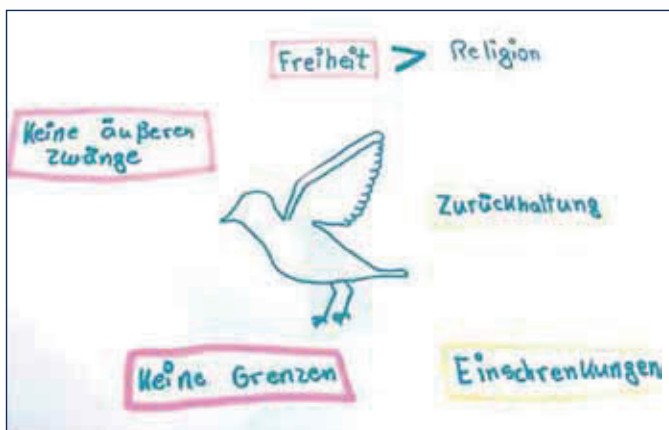 Freiheit > Religion
Keine äußeren
zwänge
Zurückhaltung
Keine Grenzen
Einschrenkungen